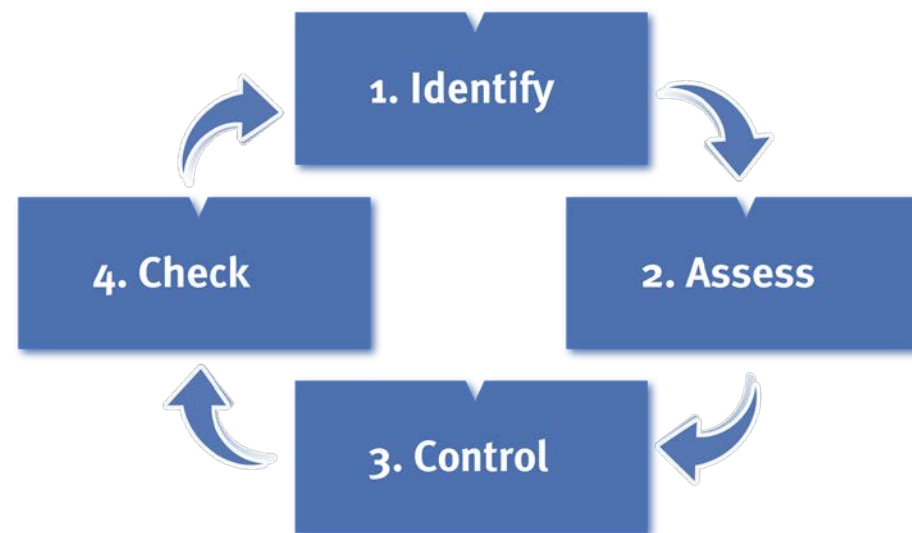 1. Identify
2. Assess
3. Control
4. Check